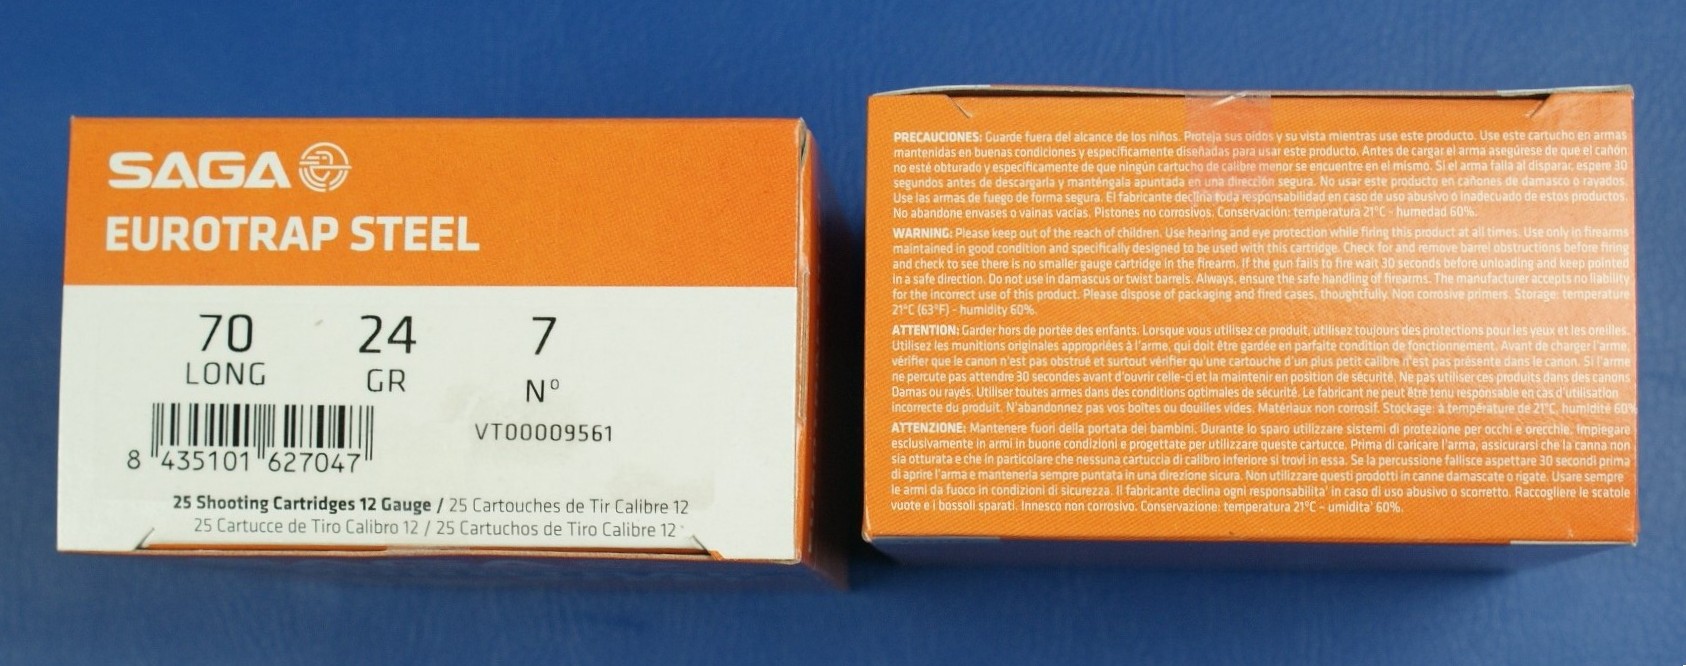 SAGA
EUROTRAP STEEL
70
LONG
24
GR
7
Nº
VT00009561
8 435101 627047
25 Shooting Cartridges 12 Gauge / 25 Cartouches de Tir Calibre 12
25 Cartucce de Tiro Calibro 12 / 25 Cartuchos de Tiro Calibre 12
PRECAUCIONES: Guarde fuera del alcance de los niños. Proteja sus oídos y su vista mientras use este producto. Use este cartucho en armas
mantenidas en buenas condiciones y específicamente diseñadas para usar este producto. Antes de cargar el arma asegúrese de que el cañón
no esté obturado y específicamente de que ningún cartucho de calibre menor se encuentre en el mismo. Si el arma falla al disparar, espere 30
segundos antes de descargarla y manténgala apuntada en una dirección segura. No usar este producto en cañones de damasco o rayados.
Use las armas de fuego de forma segura. El fabricante declina toda responsabilidad en caso de uso abusivo o inadecuado de estos productos.
No abandone envases o vainas vacías. Pistones no corrosivos. Conservación: temperatura 21°C - humedad 60%.
WARNING: Please keep out of the reach of children. Use hearing and eye protection while firing this product at all times. Use only in firearms
maintained in good condition and specifically designed to be used with this cartridge. Check for and remove barrel obstructions before firing
and check to see there is no smaller gauge cartridge in the firearm. If the gun fails to fire wait 30 seconds before unloading and keep pointed
in a safe direction. Do not use in damascus or twist barrels. Always, ensure the safe handling of firearms. The manufacturer accepts no liability
for the incorrect use of this product. Please dispose of packaging and fired cases, thoughtfully. Non corrosive primers. Storage: temperature
21°C (63°F) - humidity 60%.
ATTENTION: Garder hors de portée des enfants. Lorsque vous utilisez ce produit, utilisez toujours des protections pour les yeux et les oreilles.
Utilisez les munitions originales appropriées à l'arme, qui doit être gardée en parfaite condition de fonctionnement. Avant de charger l'arme,
vérifier que le canon n'est pas obstrué et surtout vérifier qu'une cartouche d'un plus petit calibre n'est pas présente dans le canon. Si l'arme
ne percute pas attendre 30 secondes avant d'ouvrir celle-ci et la maintenir en position de sécurité. Ne pas utiliser ces produits dans des canons
Damas ou rayés. Utiliser toutes armes dans des conditions optimales de sécurité. Le fabricant ne peut être tenu responsable en cas d'utilisation
incorrecte du produit. N'abandonnez pas vos boîtes ou douilles vides. Matériaux non corrosif. Stockage: à température de 21°C, humidité 60%
ATTENZIONE: Mantenere fuori della portata dei bambini. Durante lo sparo utilizzare sistemi di protezione per occhi e orecchie. Impiegare
esclusivamente in armi in buone condizioni e progettate per utilizzare queste cartucce. Prima di caricare l'arma, assicurarsi che la canna non
sia otturata e che in particolare che nessuna cartuccia di calibro inferiore si trovi in essa. Se la percussione fallisce aspettare 30 secondi prima
di aprire l'arma e mantenerla sempre puntata in una direzione sicura. Non utilizzare questi prodotti in canne damascate o rigate. Usare sempre
le armi da fuoco in condizioni di sicurezza. Il fabbricante declina ogni responsabilita' in caso di uso abusivo o scorretto. Raccogliere le scatole
vuote e i bossoli sparati. Innesco non corrosivo. Conservazione: temperatura 21°C - umidita' 60%.